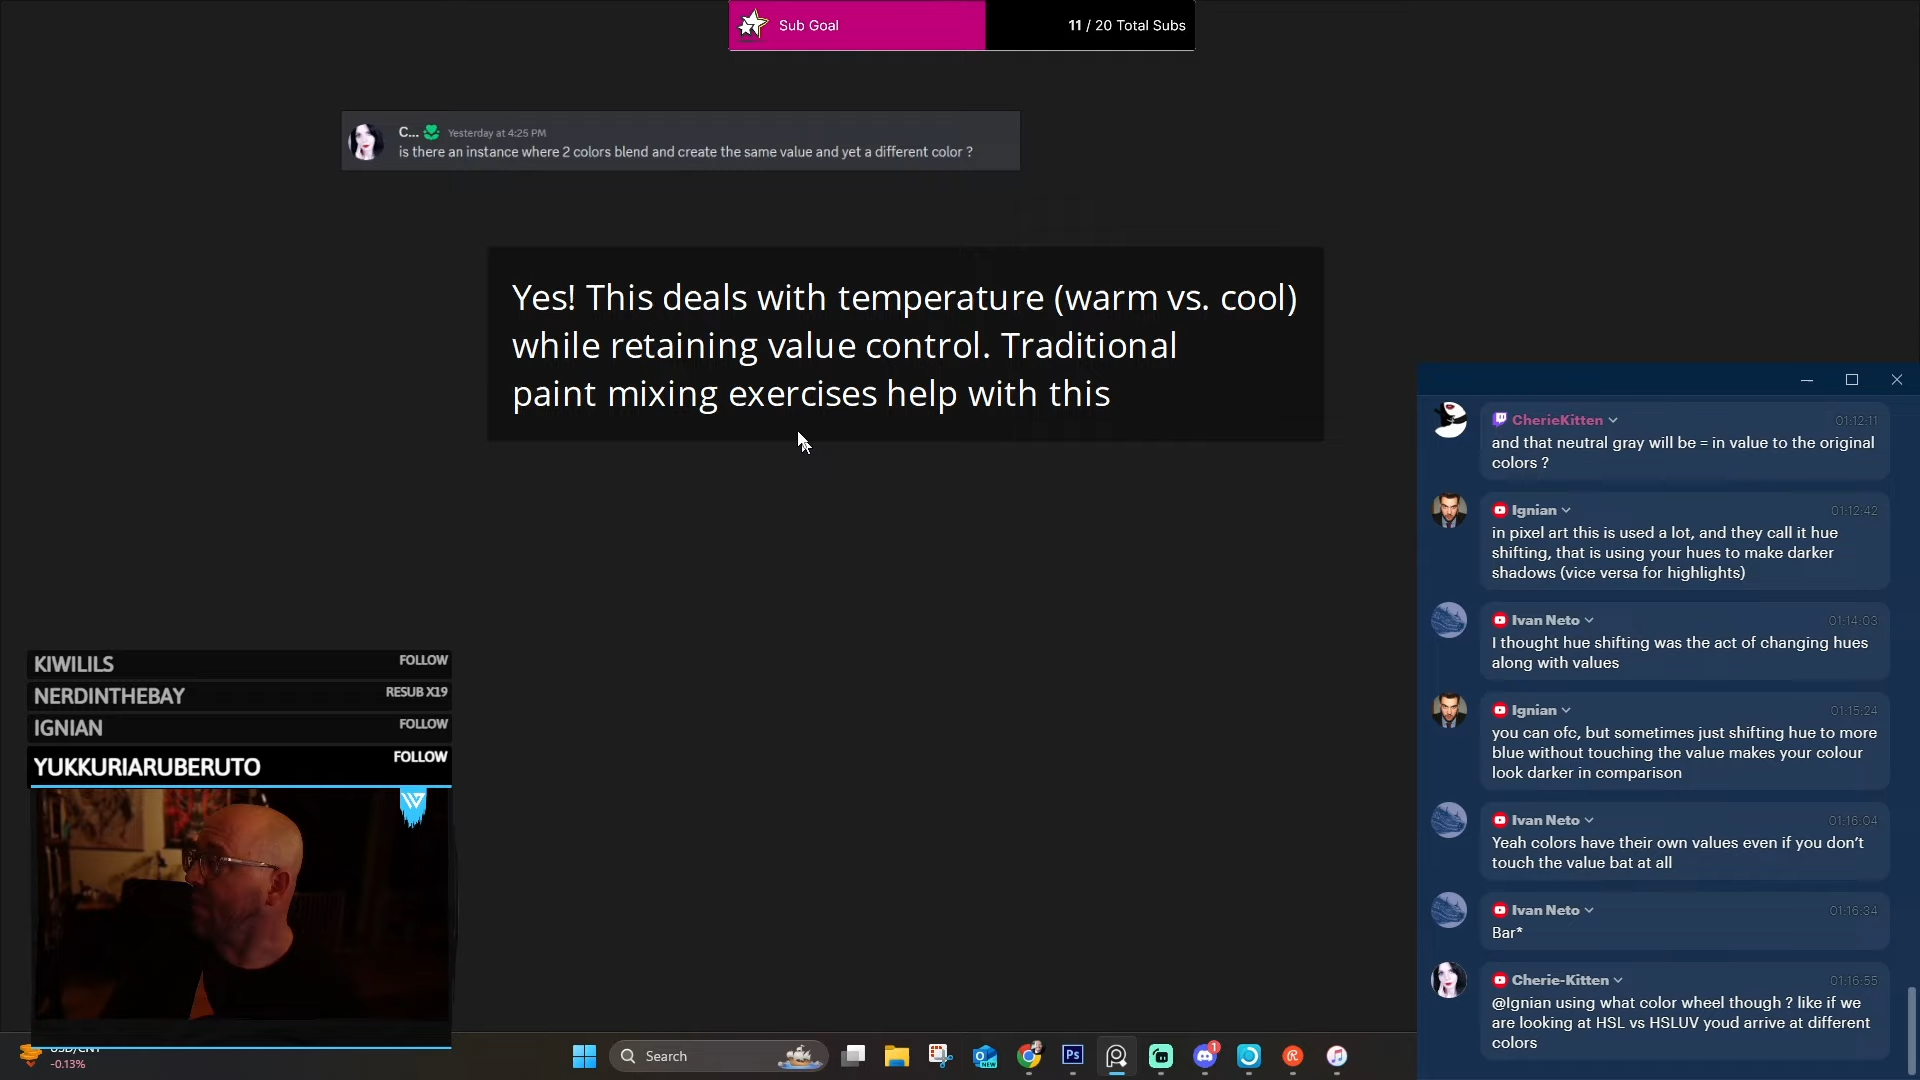 Sub Goal
11 / 20 Total Subs
C... Yesterday at 4:25 PM
is there an instance where 2 colors blend and create the same value and yet a different color ?
Yes! This deals with temperature (warm vs. cool)
while retaining value control. Traditional
paint mixing exercises help with this
CherieKitten 01:12:11
and that neutral gray will be = in value to the original
colors ?
Ignian 01:12:42
in pixel art this is used a lot, and they call it hue
shifting, that is using your hues to make darker
shadows (vice versa for highlights)
Ivan Neto 01:14:03
I thought hue shifting was the act of changing hues
along with values
Ignian 01:15:24
you can ofc, but sometimes just shifting hue to more
blue without touching the value makes your colour
look darker in comparison
Ivan Neto 01:16:04
Yeah colors have their own values even if you don’t
touch the value bat at all
Ivan Neto 01:16:34
Bar*
Cherie-Kitten 01:16:55
@Ignian using what color wheel though ? like if we
are looking at HSL vs HSLUV youd arrive at different
colors
KIWILILS FOLLOW
NERDINTHEBAY RESUB X19
IGNIAN FOLLOW
YUKKURIARUBERUTO FOLLOW
USD/CNY
-0.13%
Search
NEW
Ps
1
R